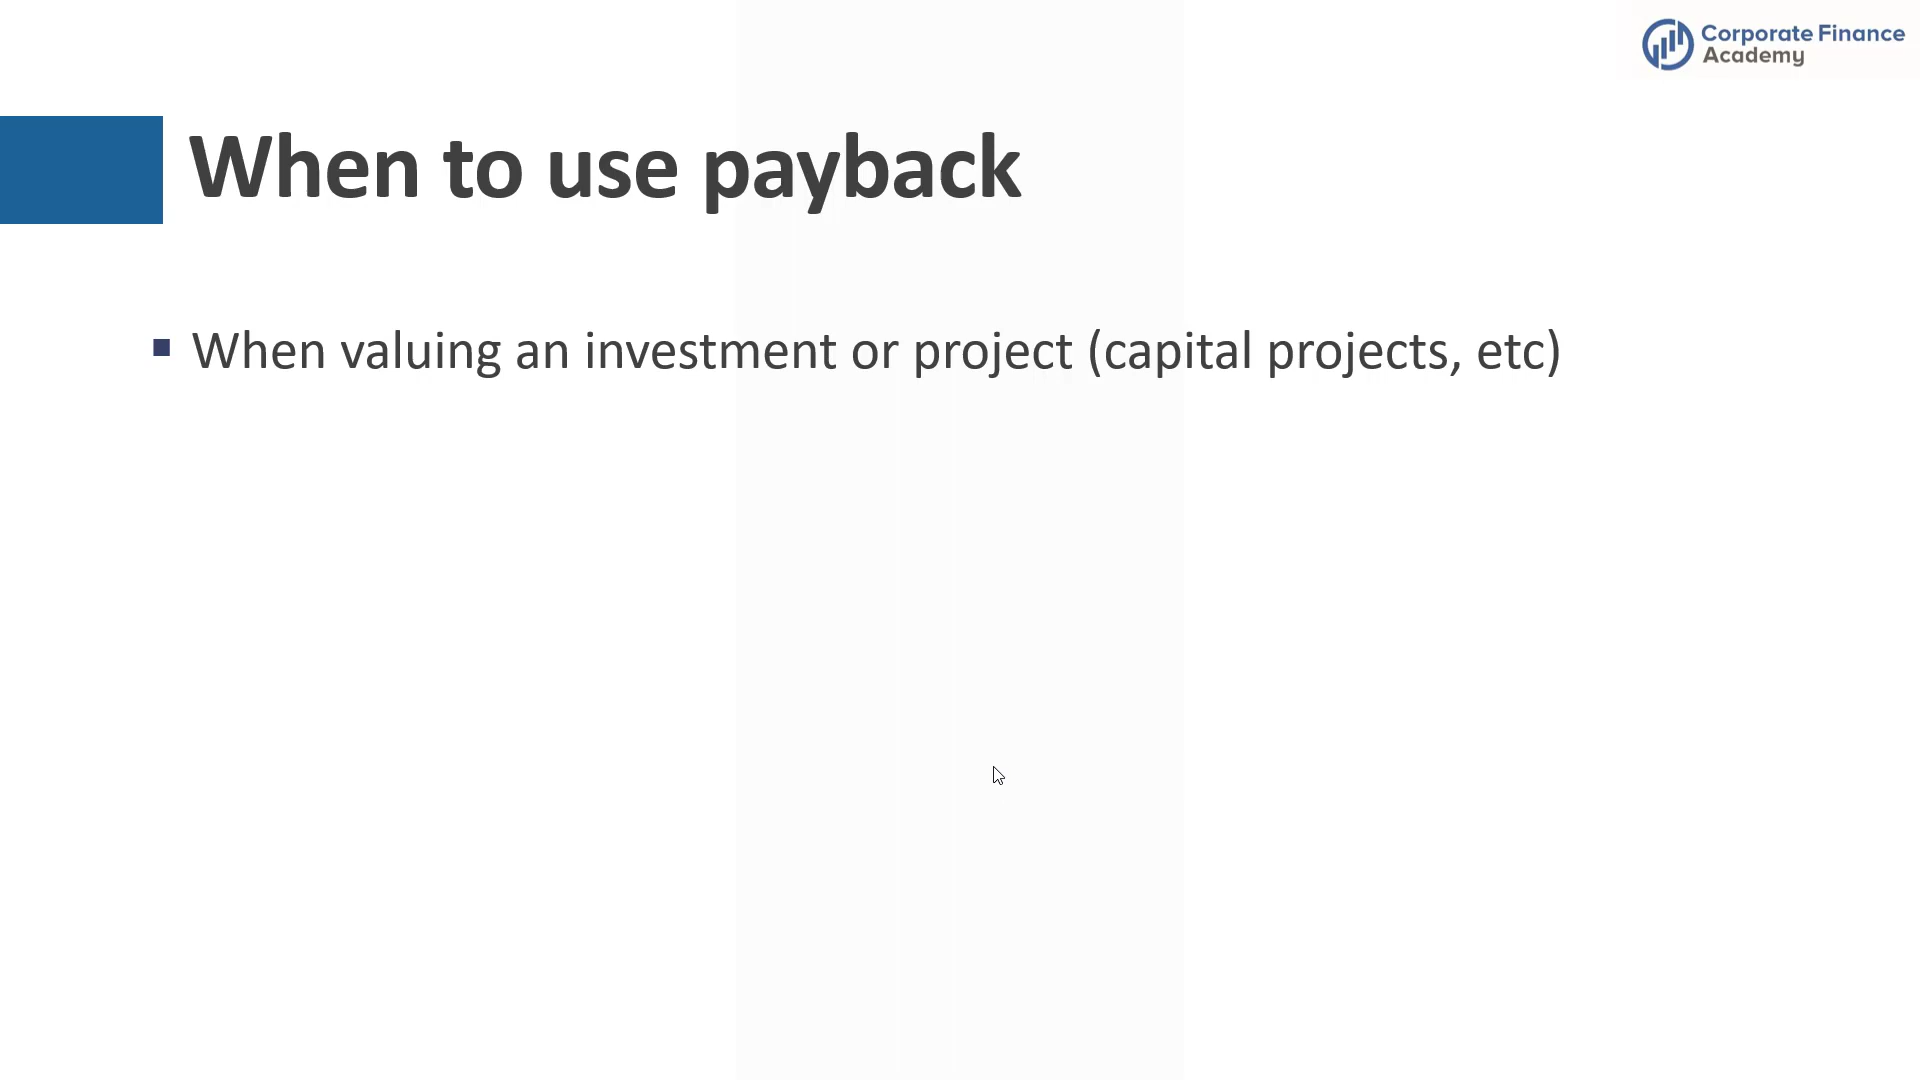 Corporate Finance
Academy
When to use payback
▪ When valuing an investment or project (capital projects, etc)